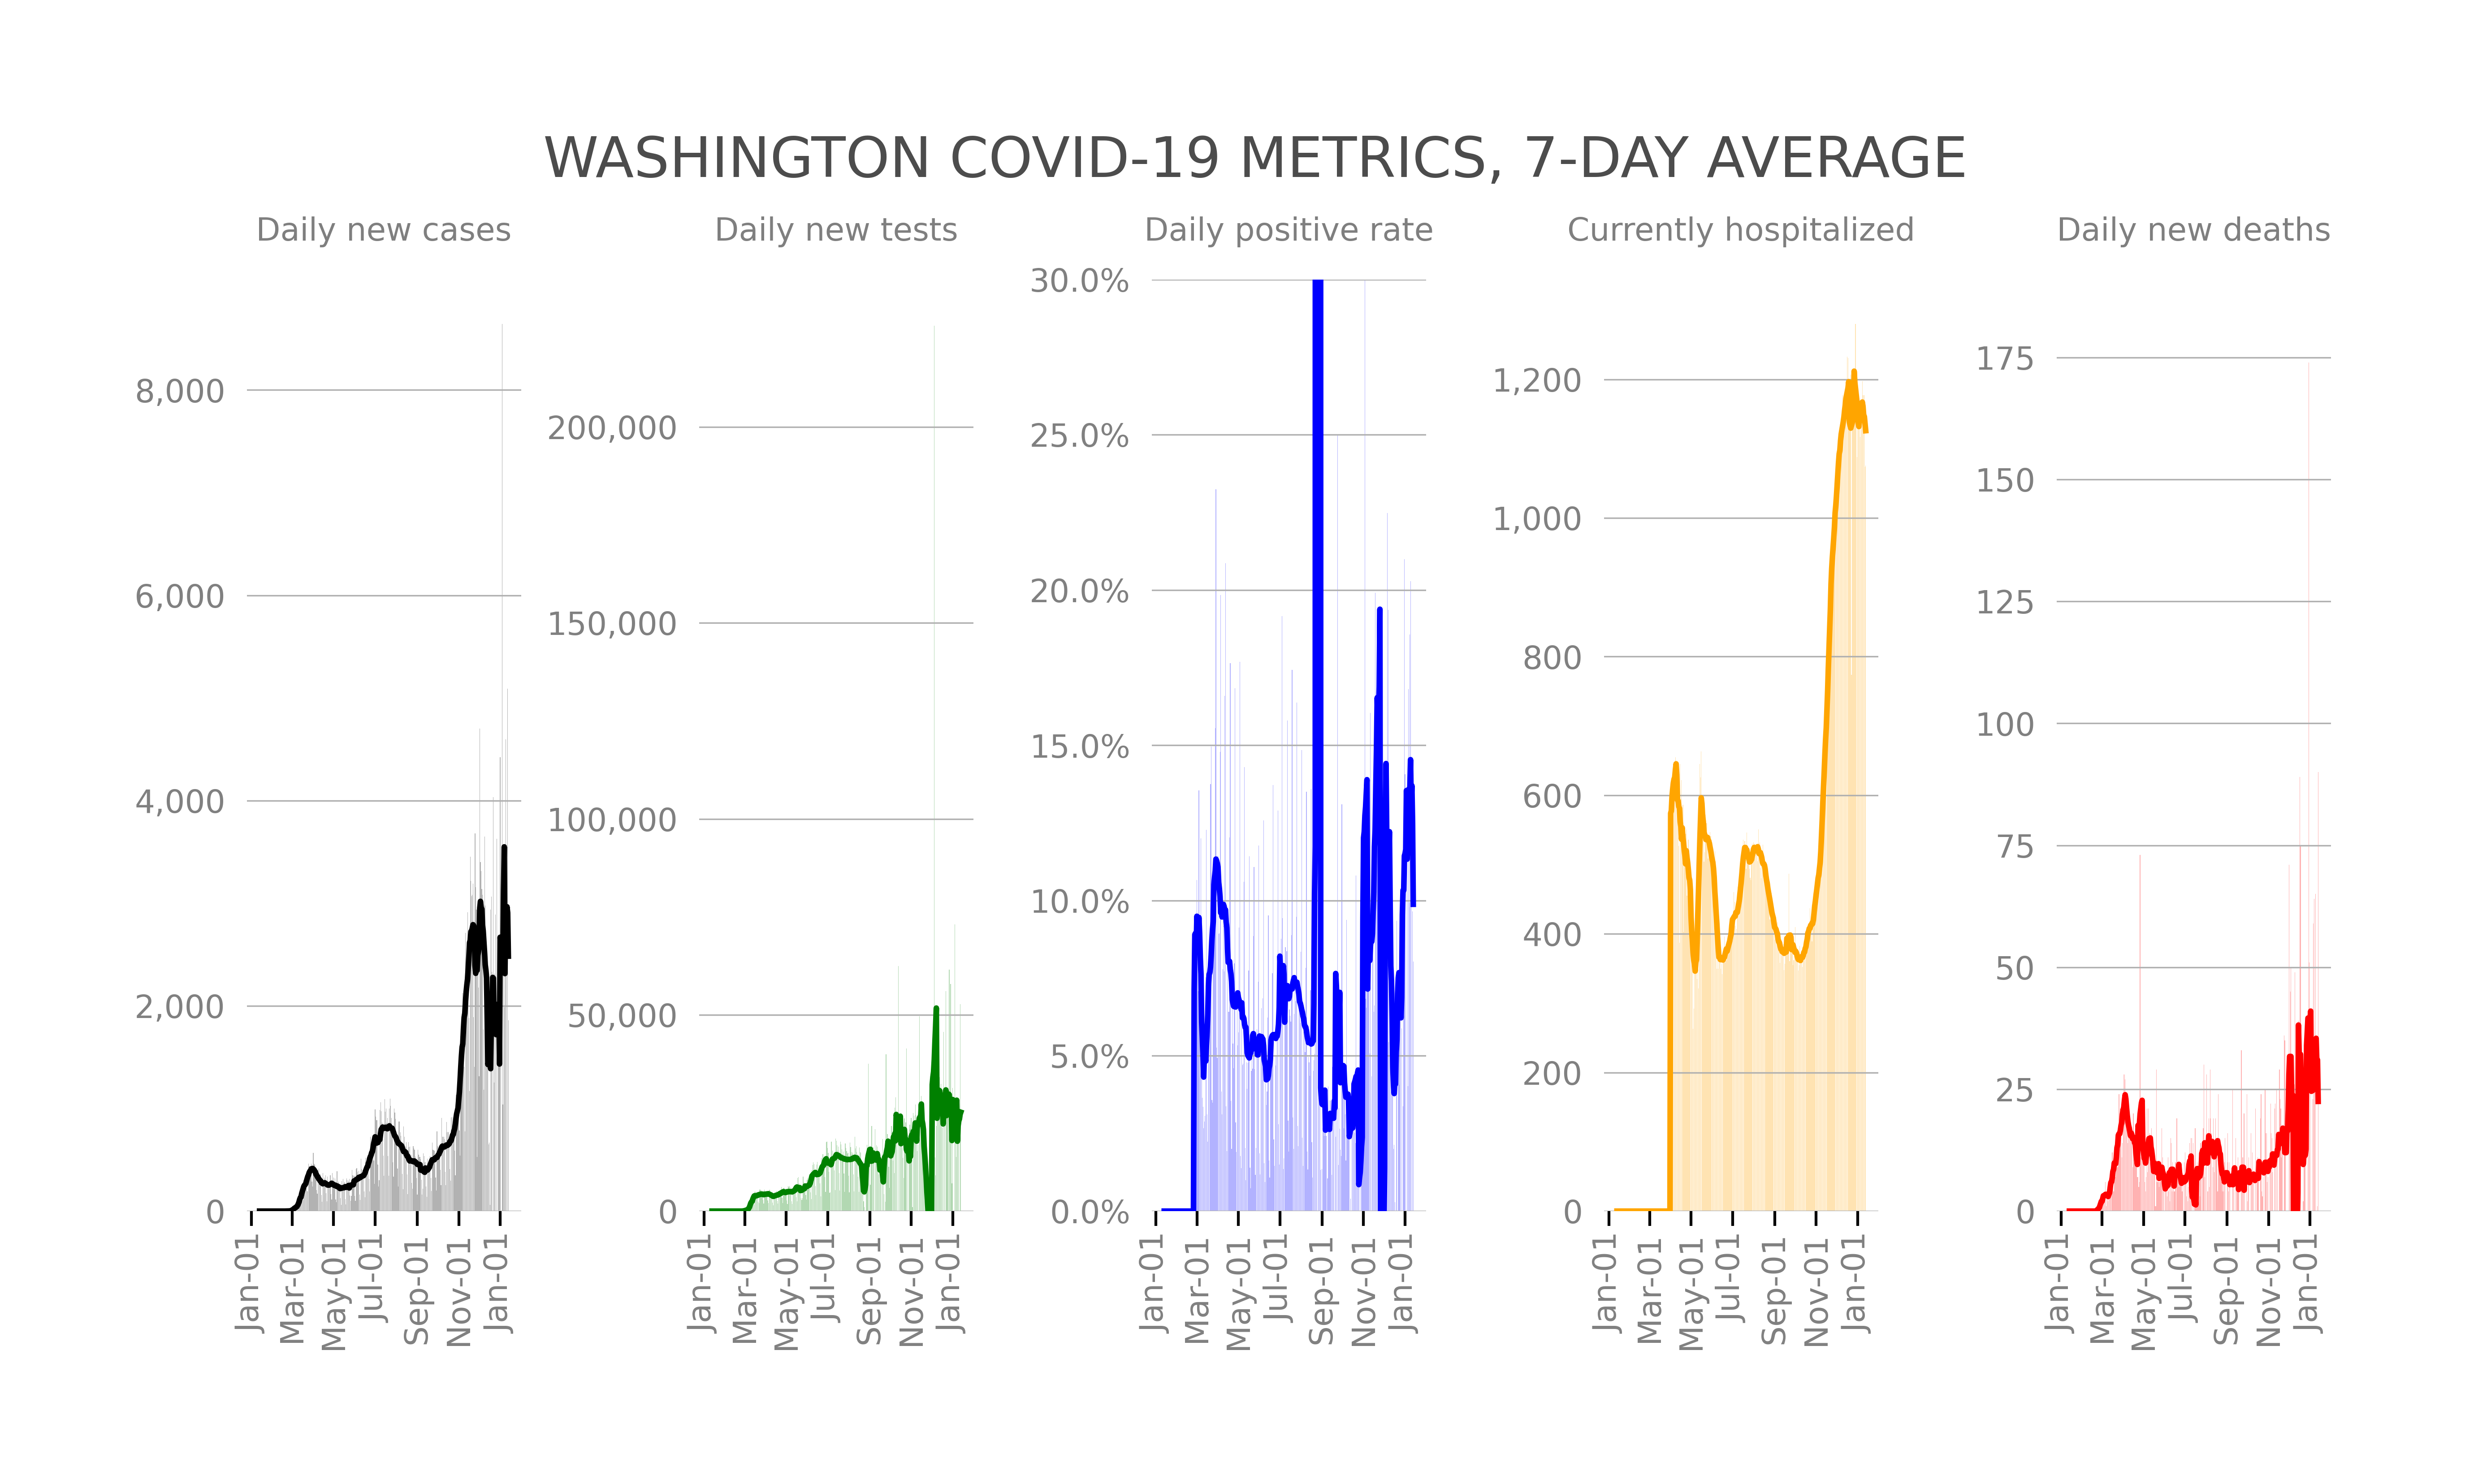 WASHINGTON COVID-19 METRICS, 7-DAY AVERAGE
Daily new cases
8,000
6,000
4,000
2,000
0
Jan-01
Mar-01
May-01
Jul-01
Sep-01
Nov-01
Jan-01
Daily new tests
200,000
150,000
100,000
50,000
0
Jan-01
Mar-01
May-01
Jul-01
Sep-01
Nov-01
Jan-01
Daily positive rate
30.0%
25.0%
20.0%
15.0%
10.0%
5.0%
0.0%
Jan-01
Mar-01
May-01
Jul-01
Sep-01
Nov-01
Jan-01
Currently hospitalized
1,200
1,000
800
600
400
200
0
Jan-01
Mar-01
May-01
Jul-01
Sep-01
Nov-01
Jan-01
Daily new deaths
175
150
125
100
75
50
25
0
Jan-01
Mar-01
May-01
Jul-01
Sep-01
Nov-01
Jan-01